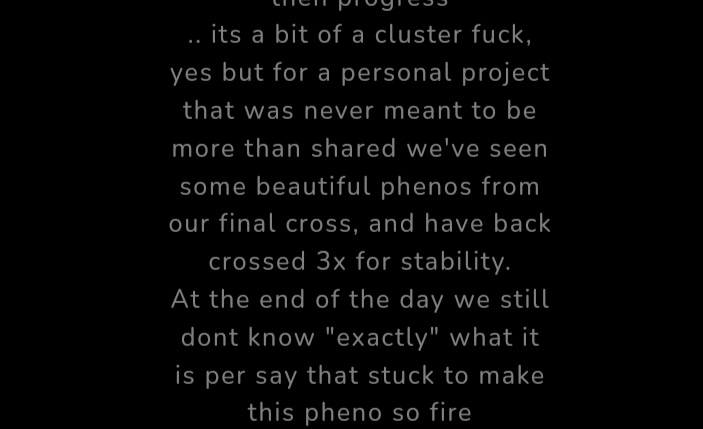 then progress
.. its a bit of a cluster fuck,
yes but for a personal project
that was never meant to be
more than shared we've seen
some beautiful phenos from
our final cross, and have back
crossed 3x for stability.
At the end of the day we still
dont know "exactly" what it
is per say that stuck to make
this pheno so fire